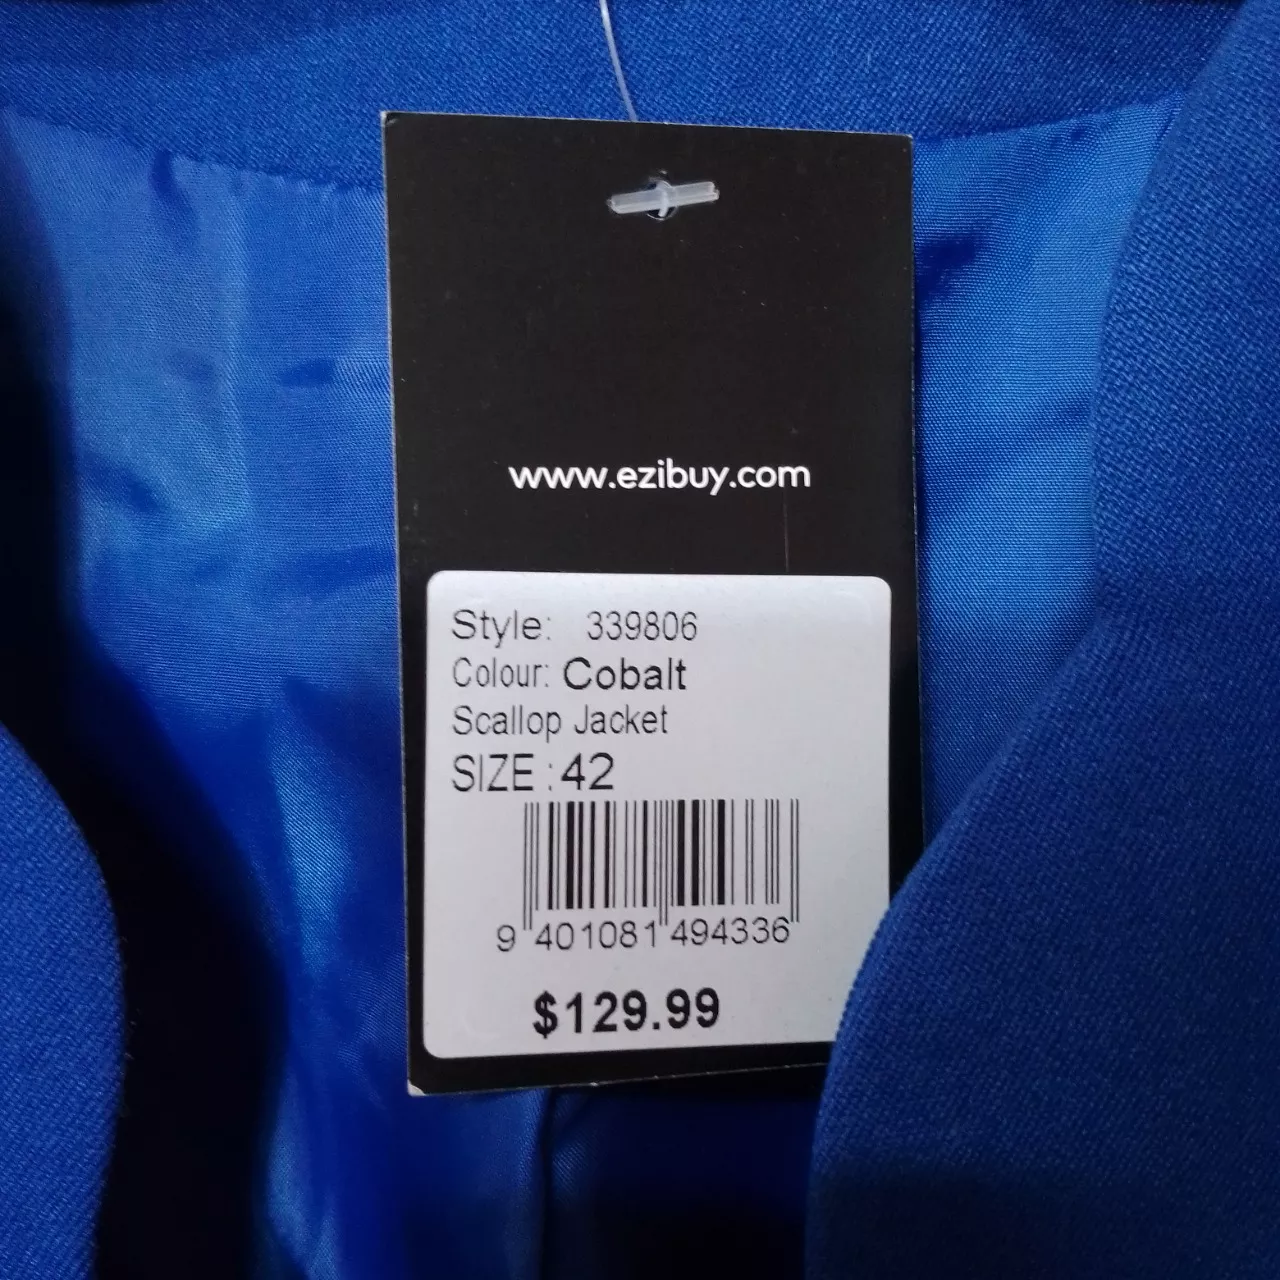 www.ezibuy.com
Style: 339806
Colour: Cobalt
Scallop Jacket
SIZE : 42
9 401081 494336
$129.99